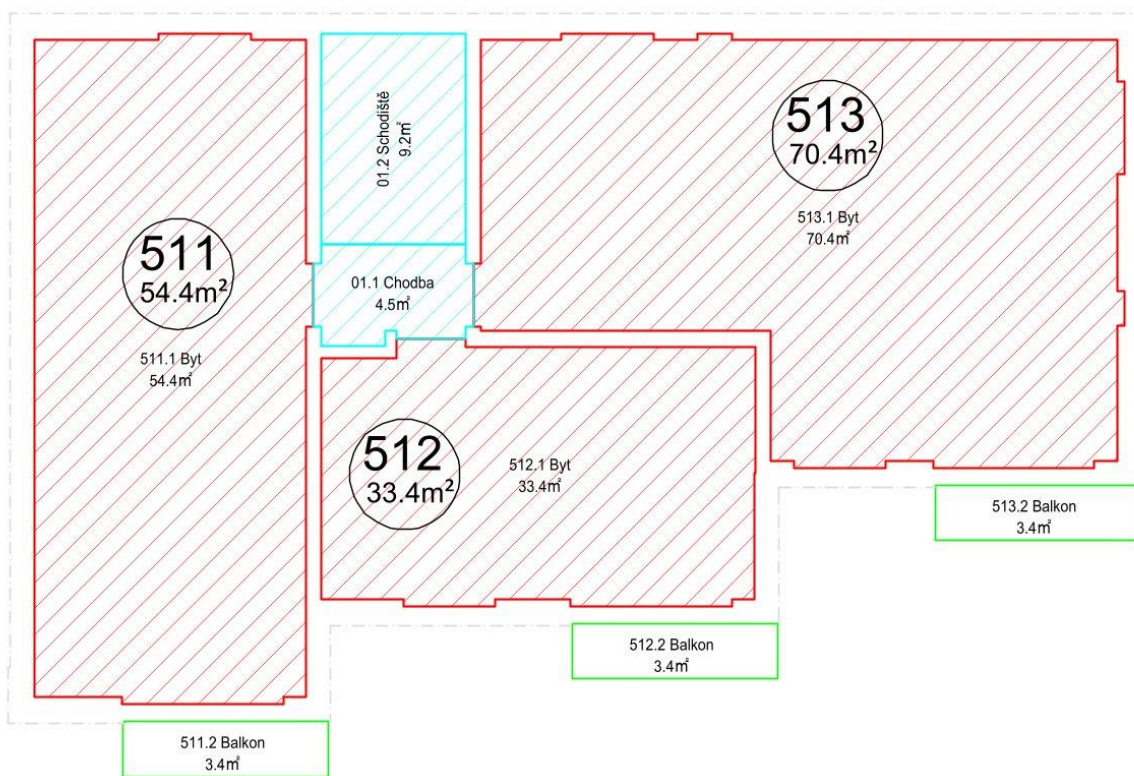 01.2 Schodiště
9.2m²
513
70.4m²
513.1 Byt
70.4m²
511
54.4m²
01.1 Chodba
4.5m²
511.1 Byt
54.4m²
512
33.4m²
512.1 Byt
33.4m²
513.2 Balkon
3.4m²
512.2 Balkon
3.4m²
511.2 Balkon
3.4m²